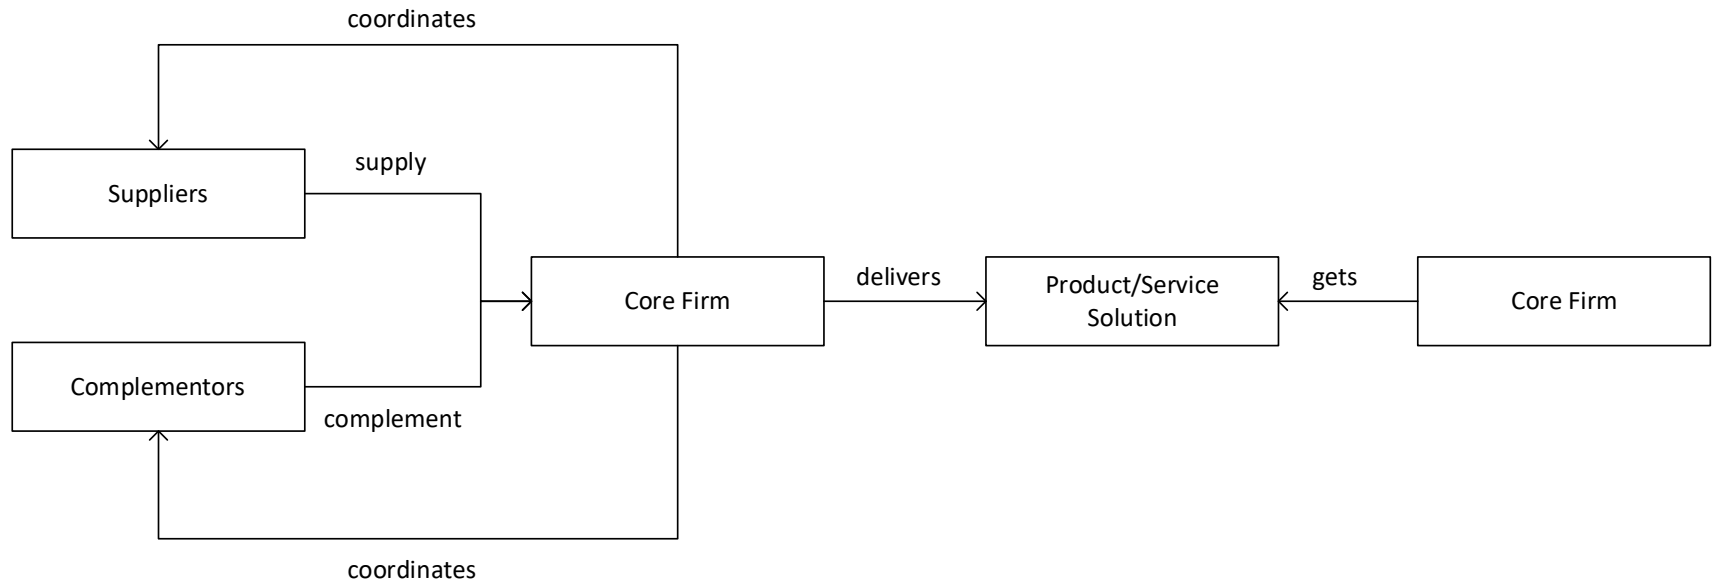 coordinates
supply
Suppliers
delivers
Product/Service
Solution
gets
Core Firm
Core Firm
Complementors
complement
coordinates